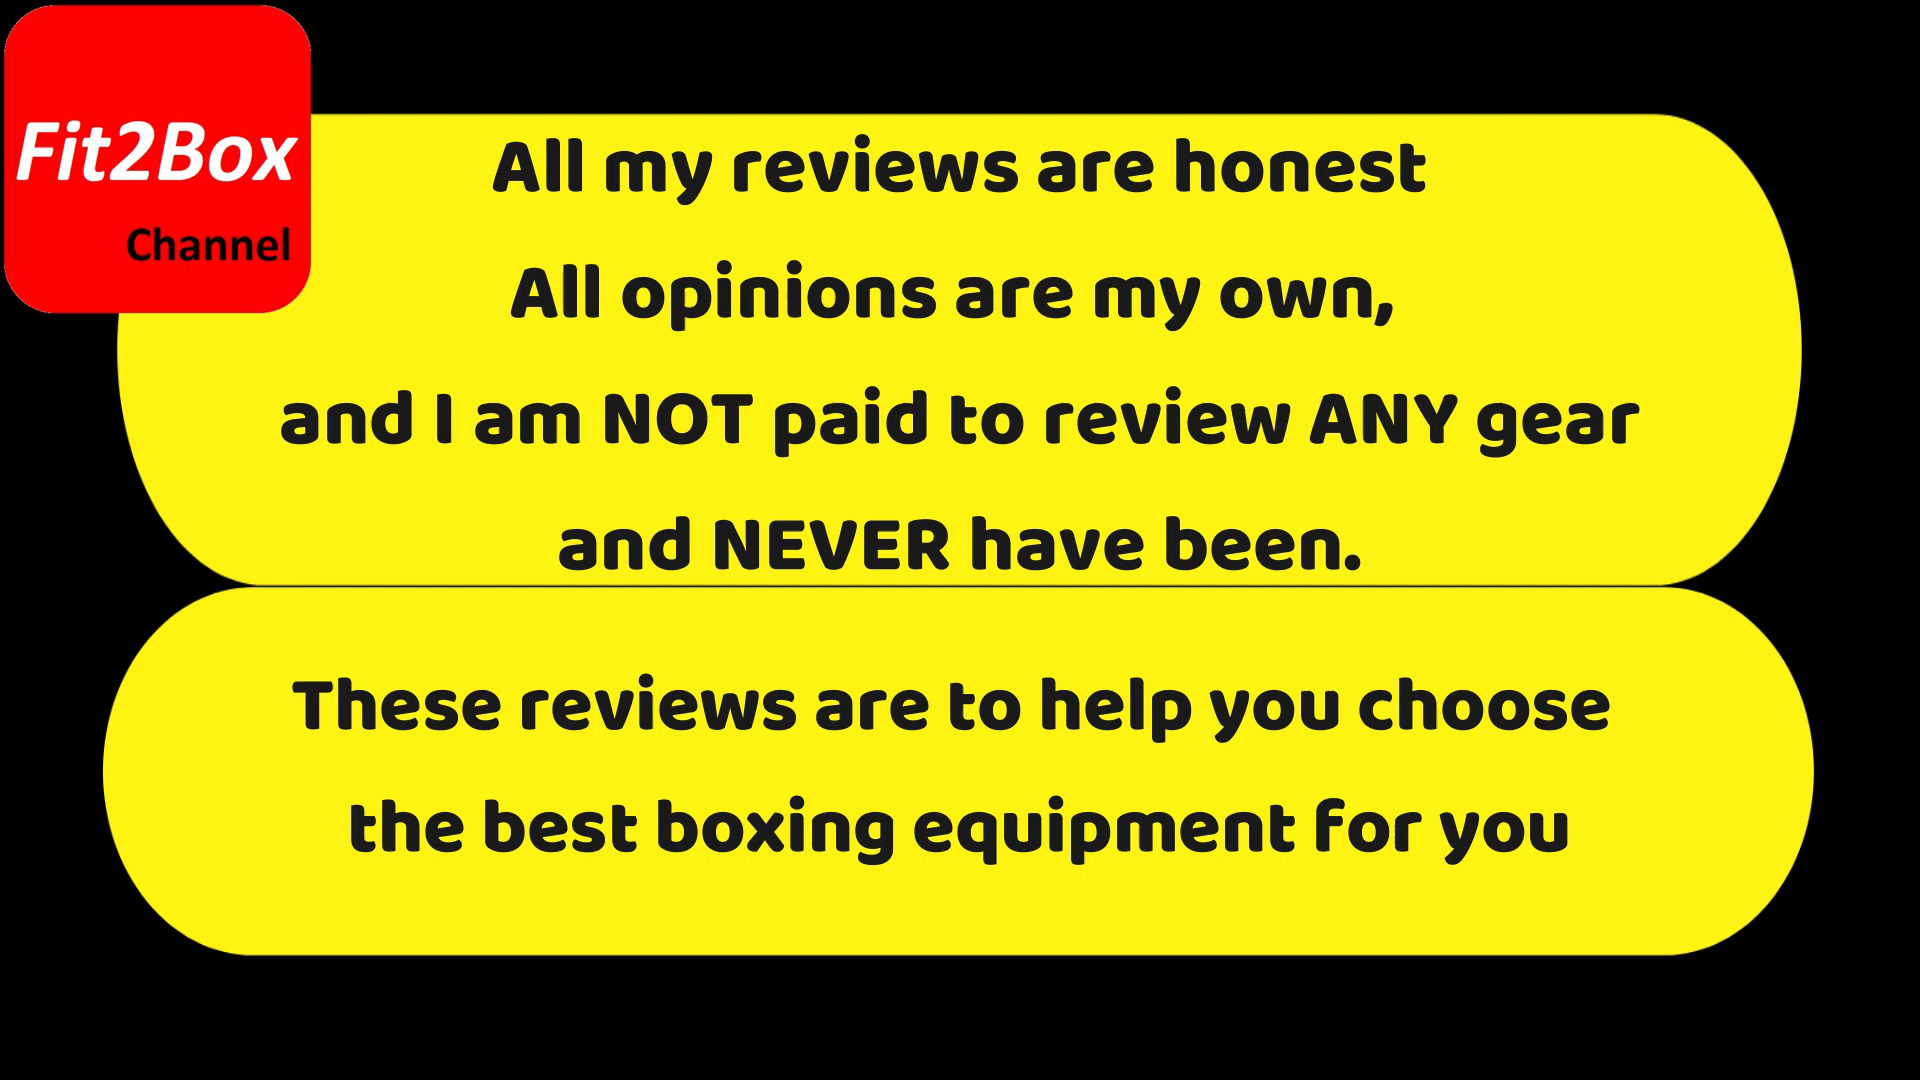 Fit2Box
Channel
All my reviews are honest
All opinions are my own,
and I am NOT paid to review ANY gear
and NEVER have been.
These reviews are to help you choose
the best boxing equipment for you